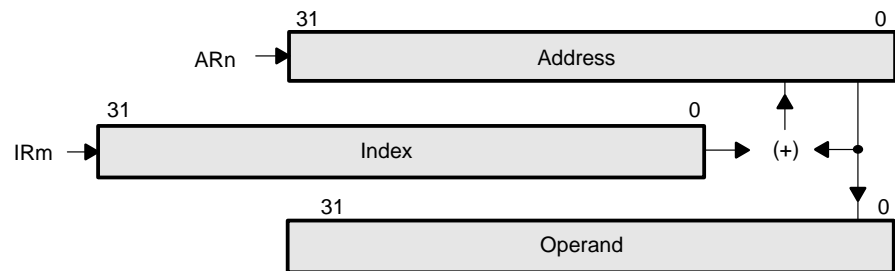 31 0
ARn Address
31 0
IRm Index (+)
31 0
Operand